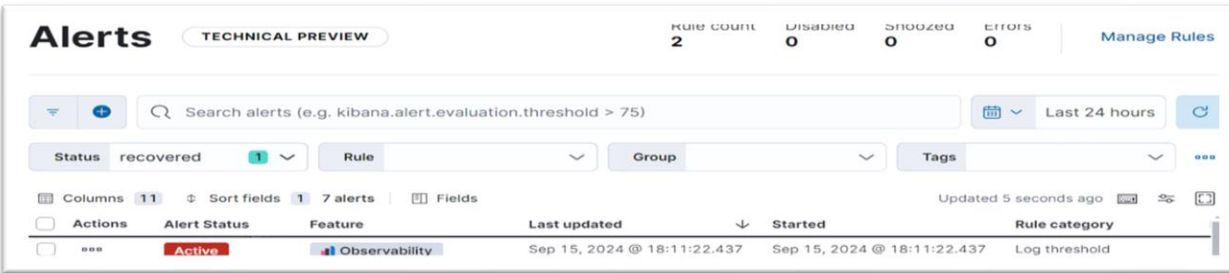 Alerts TECHNICAL PREVIEW Rule count Disabled Snoozed Errors Manage Rules
2 0 0 0
Search alerts (e.g. kibana.alert.evaluation.threshold > 75) Last 24 hours
Status recovered 1 Rule Group Tags
Columns 11 Sort fields 1 7 alerts Fields Updated 5 seconds ago
Actions Alert Status Feature Last updated Started Rule category
Active Observability Sep 15, 2024 @ 18:11:22.437 Sep 15, 2024 @ 18:11:22.437 Log threshold